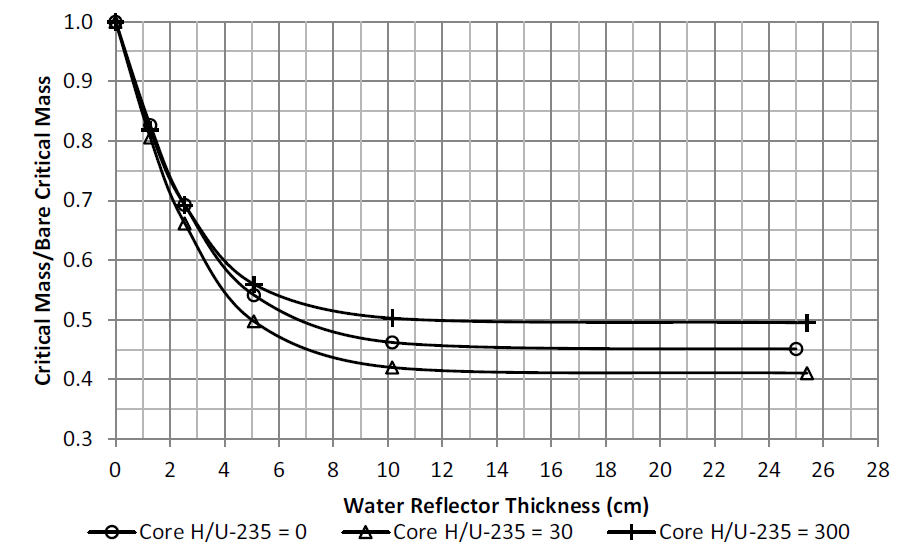 Critical Mass/Bare Critical Mass
1.0
0.9
0.8
0.7
0.6
0.5
0.4
0.3
0 2 4 6 8 10 12 14 16 18 20 22 24 26 28
Water Reflector Thickness (cm)
Core H/U-235 = 0 Core H/U-235 = 30 Core H/U-235 = 300